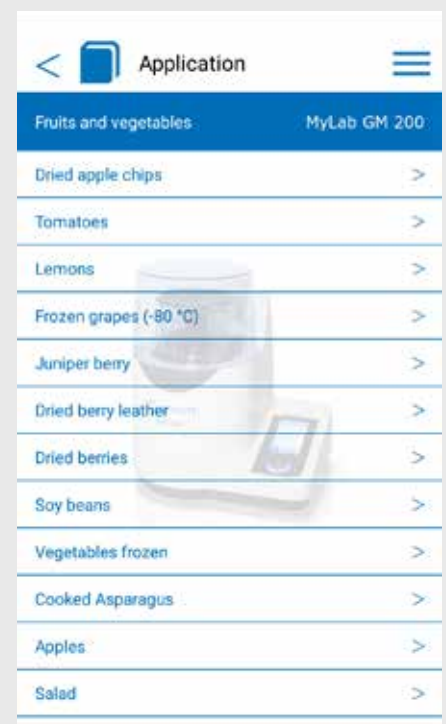 < Application
Fruits and vegetables MyLab GM 200
Dried apple chips >
Tomatoes >
Lemons >
Frozen grapes (-80 °C) >
Juniper berry >
Dried berry leather >
Dried berries >
Soy beans >
Vegetables frozen >
Cooked Asparagus >
Apples >
Salad >